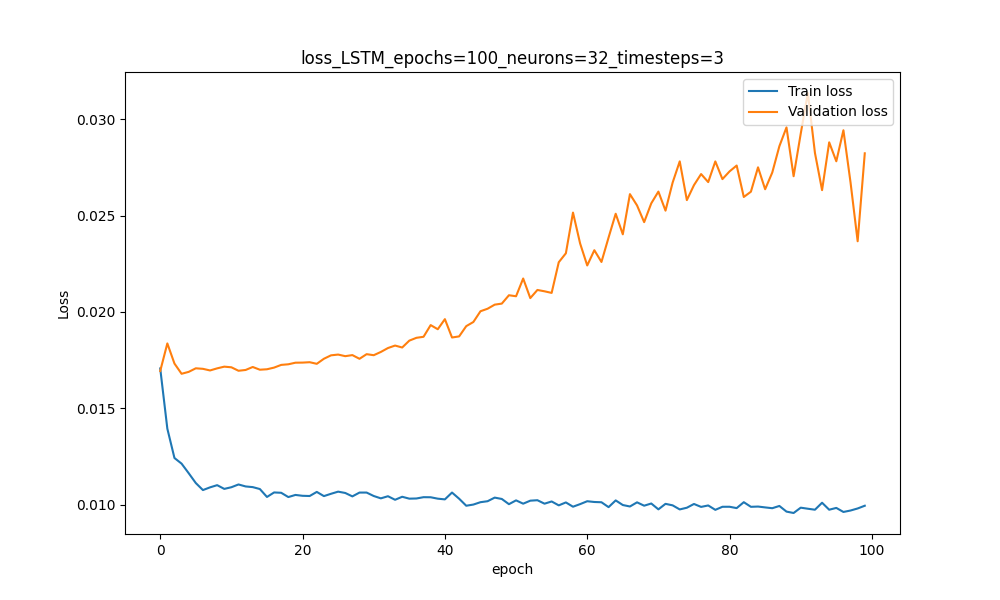 loss_LSTM_epochs=100_neurons=32_timesteps=3
Train loss
Validation loss
0.030
0.025
0.020
0.015
0.010
Loss
0
20
40
60
80
100
epoch